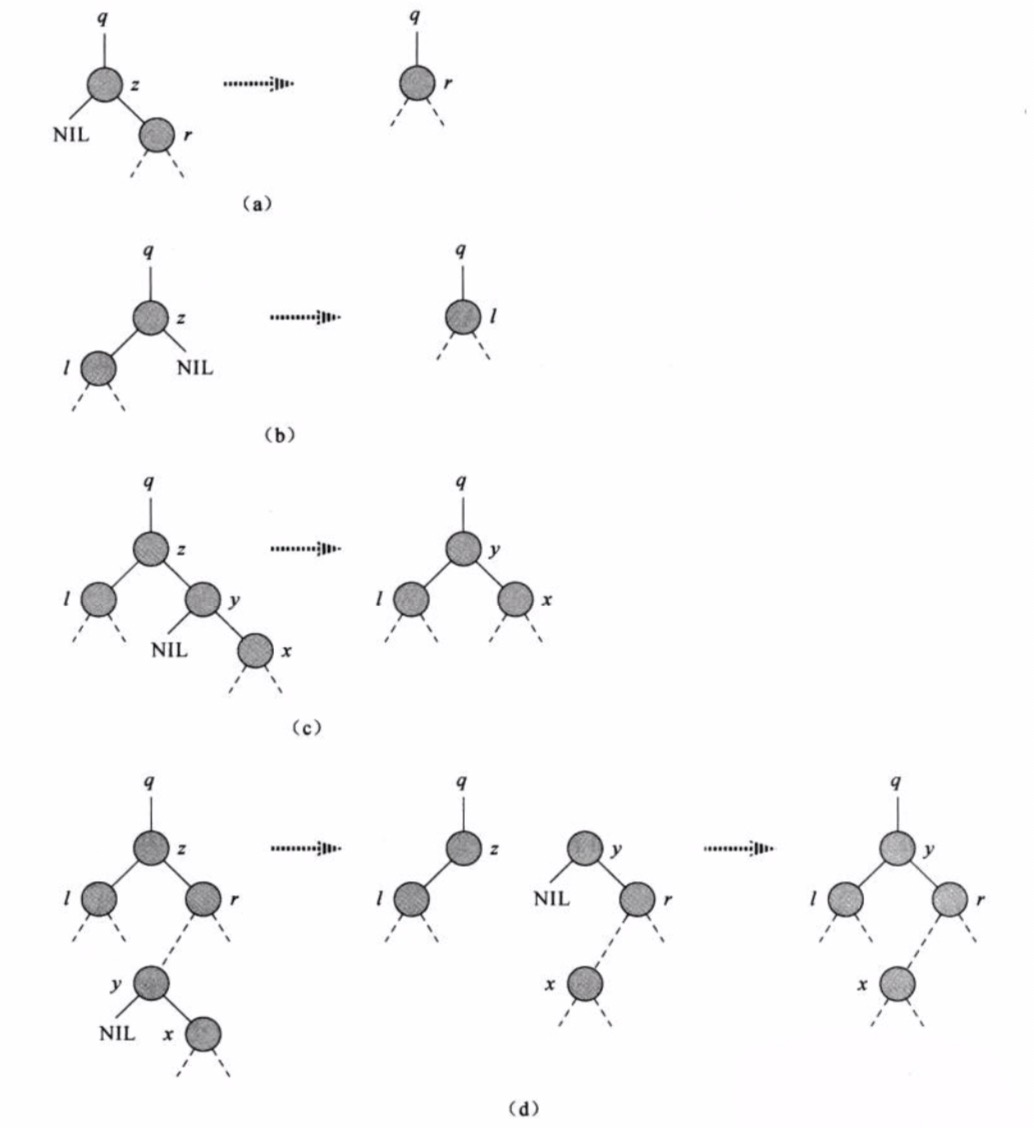 q q
z r
NIL r
(a)
q q
z l
l NIL
(b)
q q
z y
l y l x
NIL x
(c)
q q q
z z y y
l r l NIL r l r
y x x
NIL x
(d)